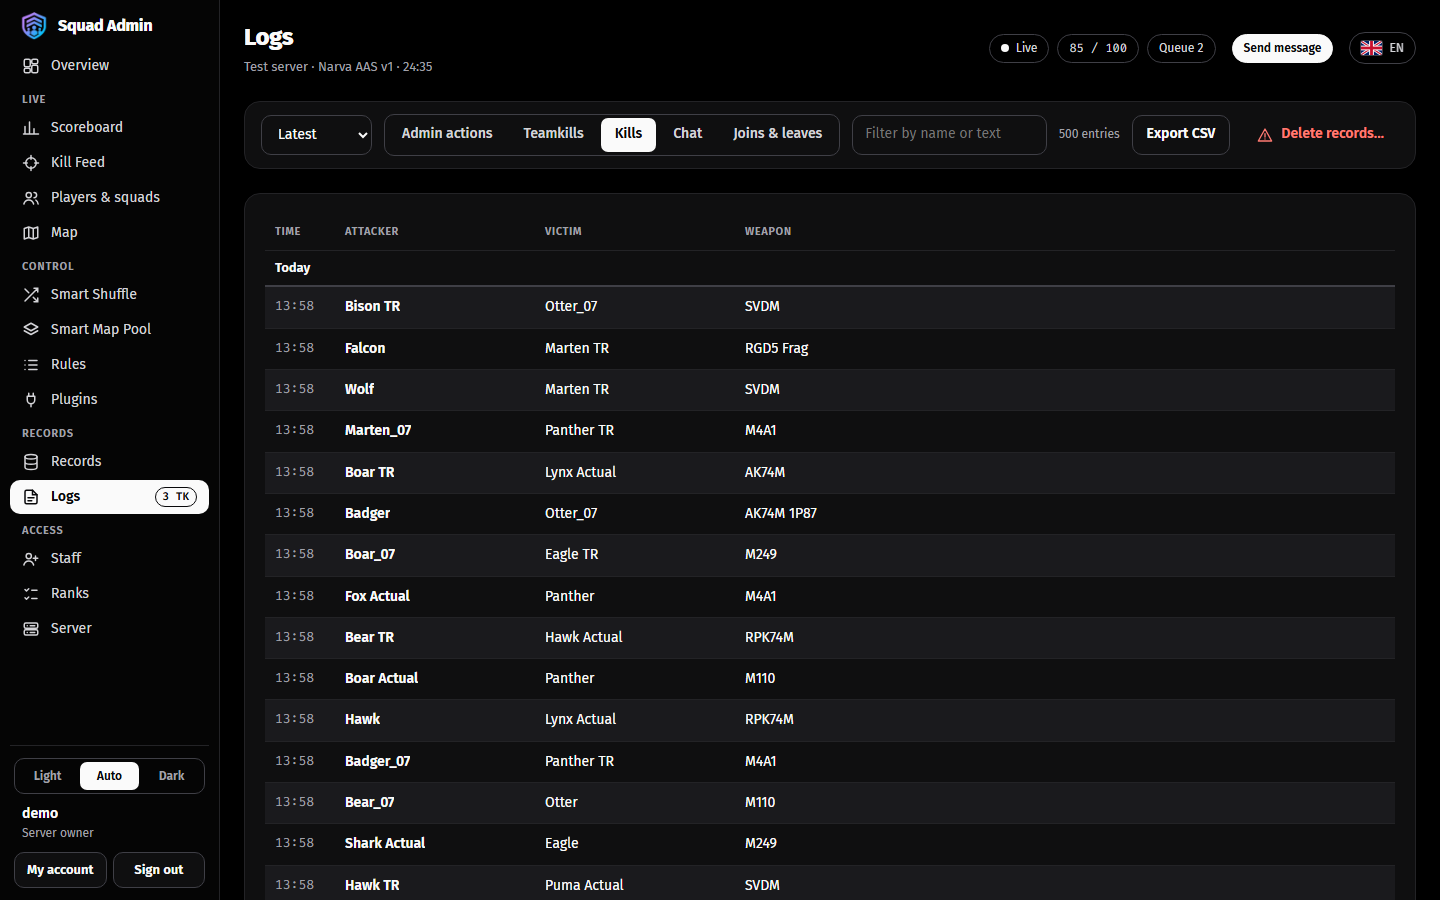 Squad Admin
Overview
LIVE
Scoreboard
Kill Feed
Players & squads
Map
CONTROL
Smart Shuffle
Smart Map Pool
Rules
Plugins
RECORDS
Records
Logs 3 TK
ACCESS
Staff
Ranks
Server
Light Auto Dark
demo
Server owner
My account Sign out
Logs
Test server · Narva AAS v1 · 24:35
Live 85 / 100 Queue 2 Send message EN
Latest Admin actions Teamkills Kills Chat Joins & leaves Filter by name or text 500 entries Export CSV Delete records...
TIME ATTACKER VICTIM WEAPON
Today
13:58 Bison TR Otter_07 SVDM
13:58 Falcon Marten TR RGD5 Frag
13:58 Wolf Marten TR SVDM
13:58 Marten_07 Panther TR M4A1
13:58 Boar TR Lynx Actual AK74M
13:58 Badger Otter_07 AK74M 1P87
13:58 Boar_07 Eagle TR M249
13:58 Fox Actual Panther M4A1
13:58 Bear TR Hawk Actual RPK74M
13:58 Boar Actual Panther M110
13:58 Hawk Lynx Actual RPK74M
13:58 Badger_07 Panther TR M4A1
13:58 Bear_07 Otter M110
13:58 Shark Actual Eagle M249
13:58 Hawk TR Puma Actual SVDM